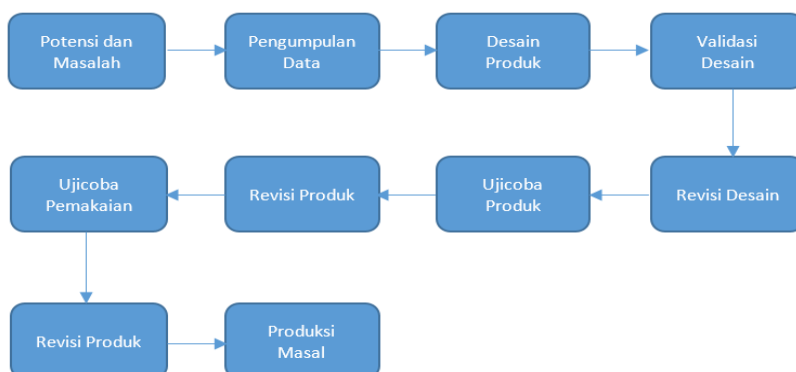 Potensi dan
Masalah
Pengumpulan
Data
Desain
Produk
Validasi
Desain
Revisi Desain
Ujicoba
Produk
Revisi Produk
Ujicoba
Pemakaian
Revisi Produk
Produksi
Masal